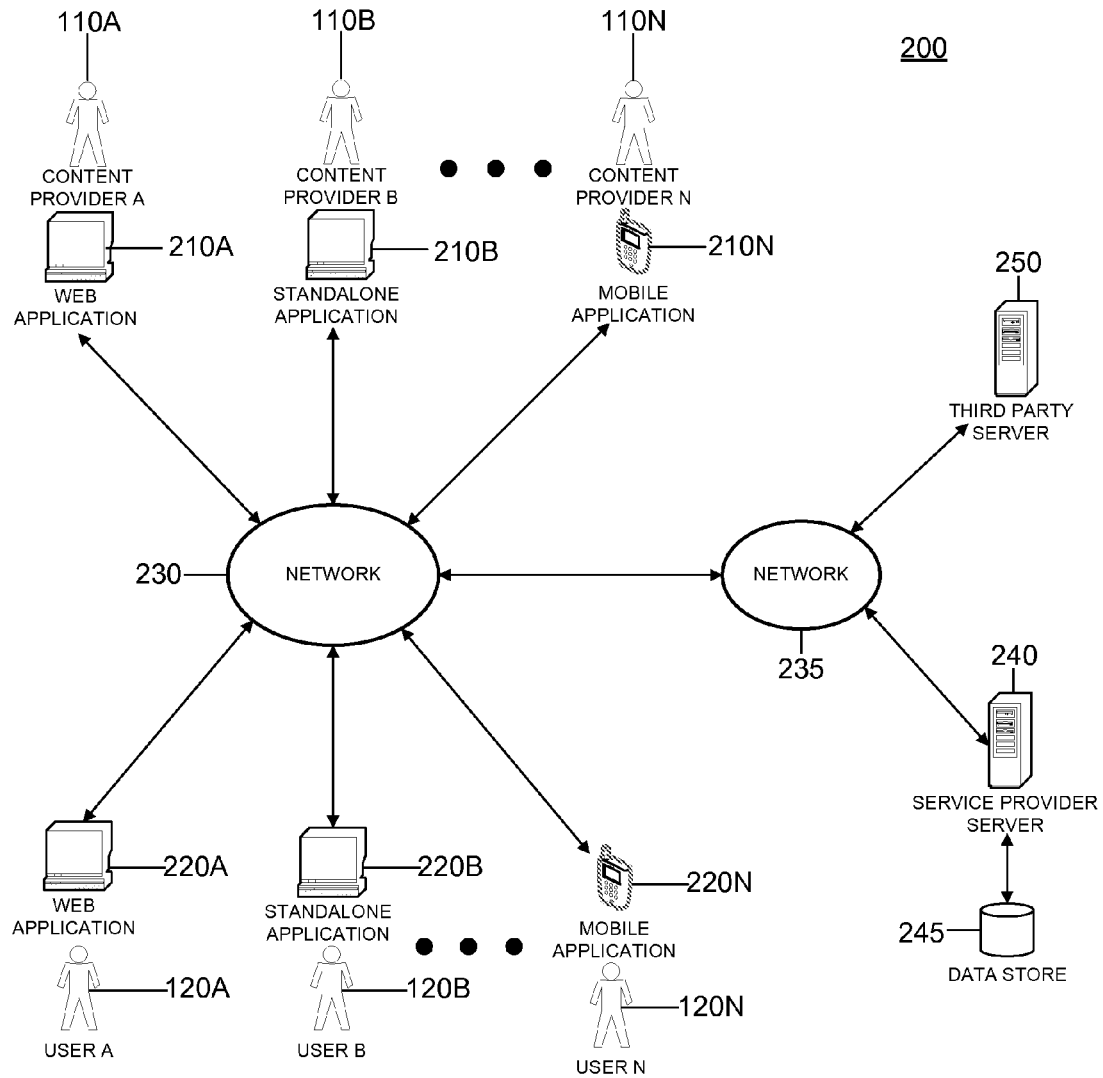 110A
110B
110N
200
CONTENT
PROVIDER A
CONTENT
PROVIDER B
CONTENT
PROVIDER N
210A
210B
210N
WEB
APPLICATION
STANDALONE
APPLICATION
MOBILE
APPLICATION
250
THIRD PARTY
SERVER
230
NETWORK
NETWORK
235
240
SERVICE PROVIDER
SERVER
220A
220B
220N
WEB
APPLICATION
STANDALONE
APPLICATION
MOBILE
APPLICATION
245
DATA STORE
120A
120B
120N
USER A
USER B
USER N